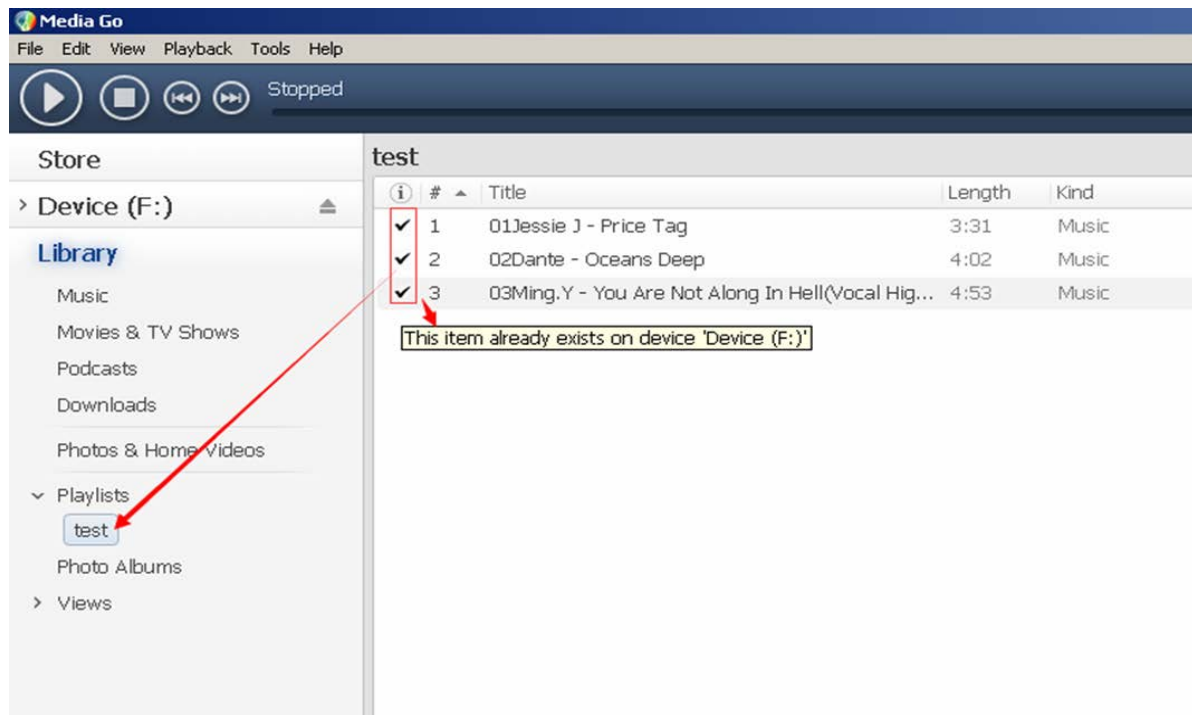 Media Go
File Edit View Playback Tools Help
Stopped
Store
Device (F:)
Library
Music
Movies & TV Shows
Podcasts
Downloads
Photos & Home Videos
Playlists
test
Photo Albums
Views
test
# Title Length Kind
1 01Jessie J - Price Tag 3:31 Music
2 02Dante - Oceans Deep 4:02 Music
3 03Ming.Y - You Are Not Along In Hell(Vocal Hig... 4:53 Music
This item already exists on device 'Device (F:)'